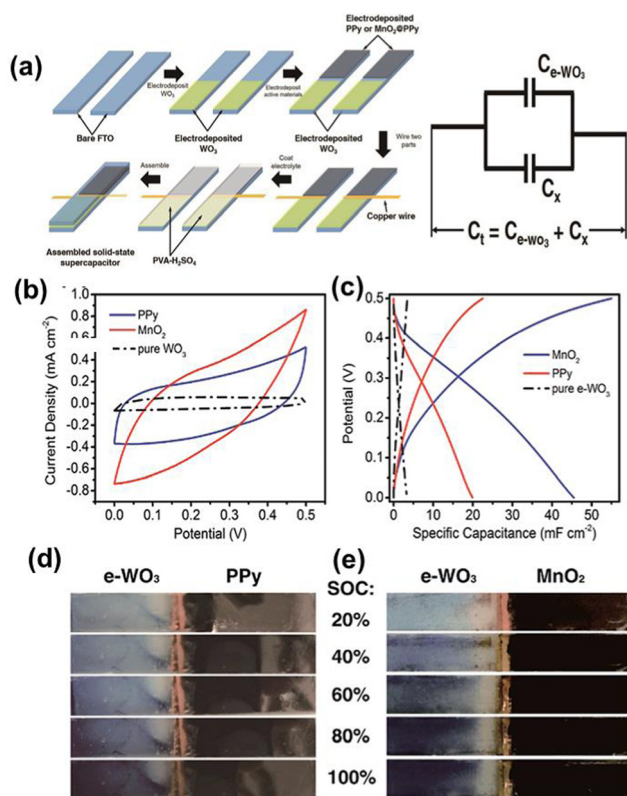 (a)
Electrodeposited
PPy or MnO₂@PPy
Electrodeposit
WO₃
Electrodeposit
active materials
Bare FTO
Electrodeposited
WO₃
Electrodeposited
WO₃
Wire two
parts
Assemble
Coat
electrolyte
Copper wire
Assembled solid-state
supercapacitor
PVA-H₂SO₄
C e-WO₃
Cₓ
Cₜ = C e-wo₃ + Cₓ
(b)
1.0
0.8
0.6
0.4
0.2
0.0
-0.2
-0.4
-0.6
-0.8
Current Density (mA cm⁻²)
PPy
MnO₂
pure WO₃
0.0 0.1 0.2 0.3 0.4 0.5
Potential (V)
(c)
0.5
0.4
0.3
0.2
0.1
0.0
Potential (V)
MnO₂
PPy
pure e-WO₃
0 10 20 30 40 50
Specific Capacitance (mF cm⁻²)
(d)
e-WO₃ PPy
SOC:
20%
40%
60%
80%
100%
(e)
e-WO₃ MnO₂